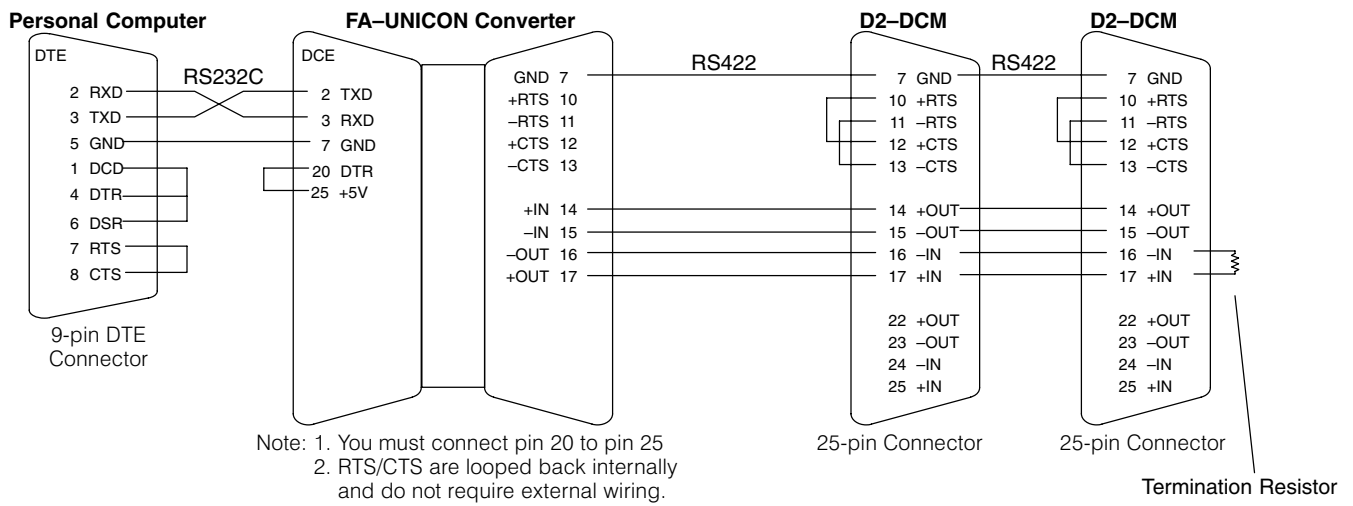 Personal Computer
FA–UNICON Converter
D2–DCM
D2–DCM
DTE
2 RXD
3 TXD
5 GND
1 DCD
4 DTR
6 DSR
7 RTS
8 CTS
9-pin DTE
Connector
RS232C
DCE
2 TXD
3 RXD
7 GND
20 DTR
25 +5V
GND 7
+RTS 10
–RTS 11
+CTS 12
–CTS 13
+IN 14
–IN 15
–OUT 16
+OUT 17
RS422
7 GND
10 +RTS
11 –RTS
12 +CTS
13 –CTS
14 +OUT
15 –OUT
16 –IN
17 +IN
22 +OUT
23 –OUT
24 –IN
25 +IN
25-pin Connector
RS422
7 GND
10 +RTS
11 –RTS
12 +CTS
13 –CTS
14 +OUT
15 –OUT
16 –IN
17 +IN
22 +OUT
23 –OUT
24 –IN
25 +IN
25-pin Connector
Termination Resistor
Note: 1. You must connect pin 20 to pin 25
2. RTS/CTS are looped back internally
and do not require external wiring.